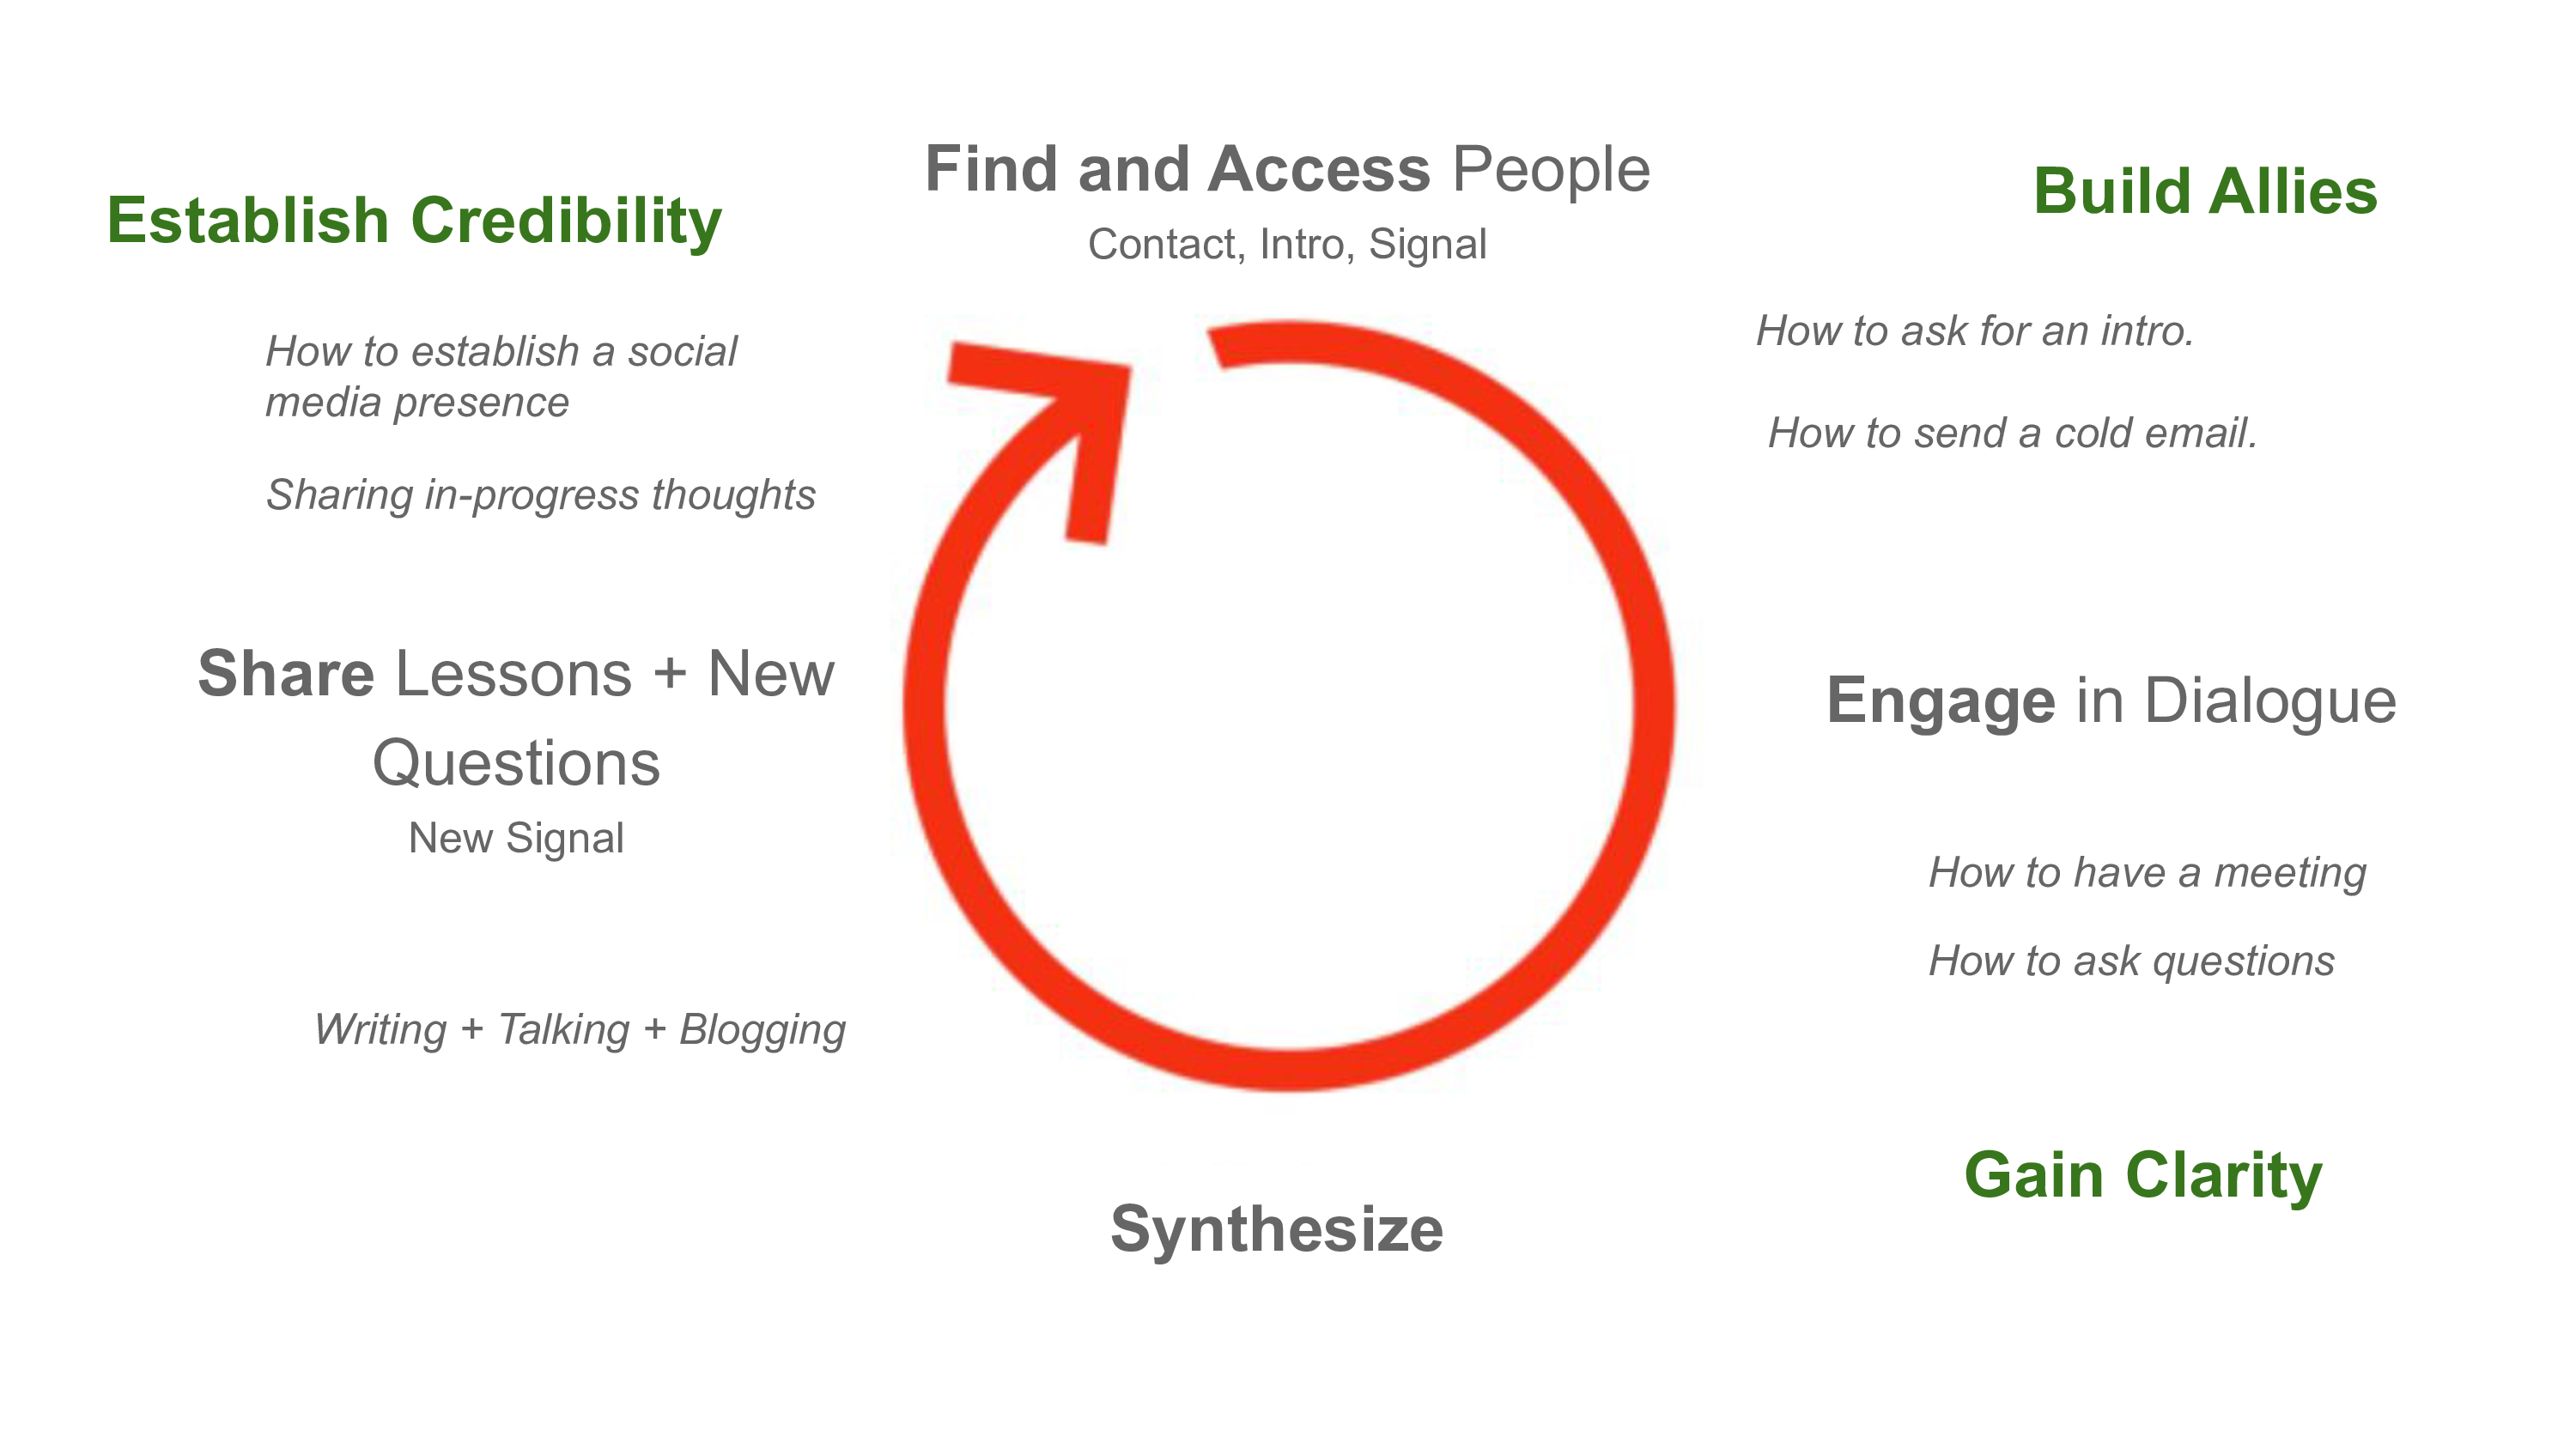 Find and Access People
Contact, Intro, Signal
Build Allies
How to ask for an intro.
How to send a cold email.
Engage in Dialogue
How to have a meeting
How to ask questions
Gain Clarity
Synthesize
Establish Credibility
How to establish a social
media presence
Sharing in-progress thoughts
Share Lessons + New
Questions
New Signal
Writing + Talking + Blogging